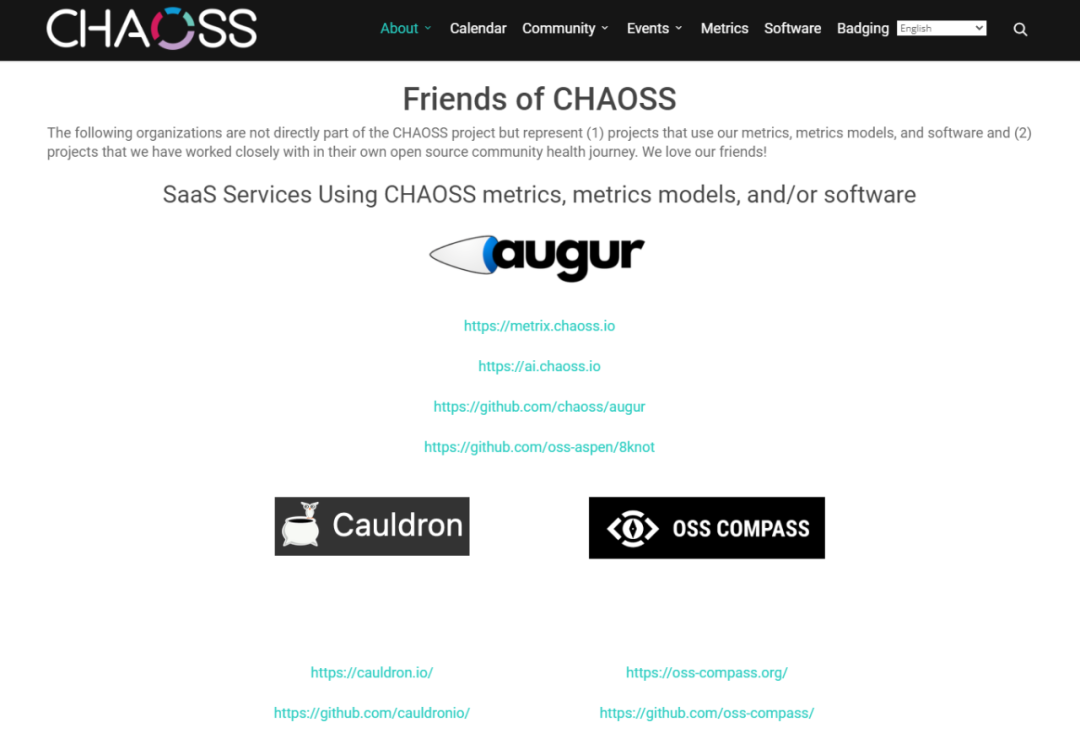 CHAOSS
About Calendar Community Events Metrics Software Badging English
Friends of CHAOSS
The following organizations are not directly part of the CHAOSS project but represent (1) projects that use our metrics, metrics models, and software and (2)
projects that we have worked closely with in their own open source community health journey. We love our friends!
SaaS Services Using CHAOSS metrics, metrics models, and/or software
augur
https://metrix.chaoss.io
https://ai.chaoss.io
https://github.com/chaoss/augur
https://github.com/oss-aspen/8knot
Cauldron
OSS COMPASS
https://cauldron.io/
https://oss-compass.org/
https://github.com/cauldronio/
https://github.com/oss-compass/